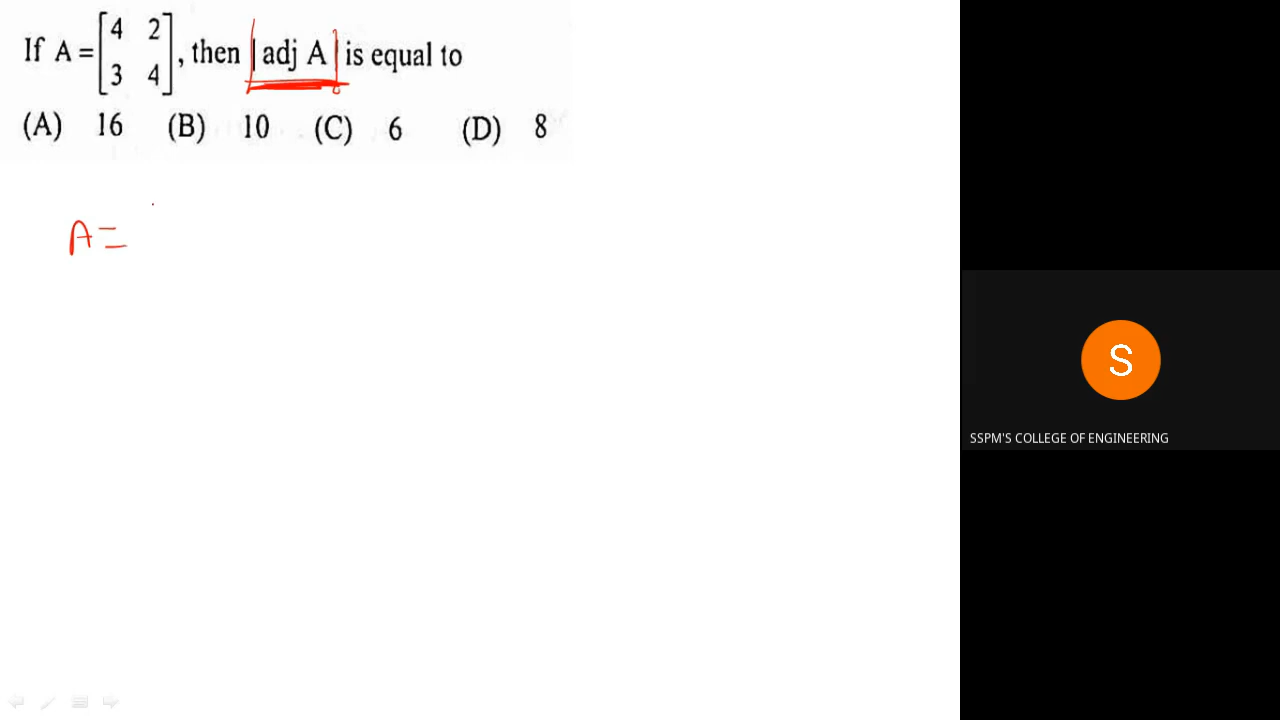 If A = [4 2
3 4], then | adj A | is equal to
(A) 16 (B) 10 (C) 6 (D) 8
A =
S
SSPM'S COLLEGE OF ENGINEERING